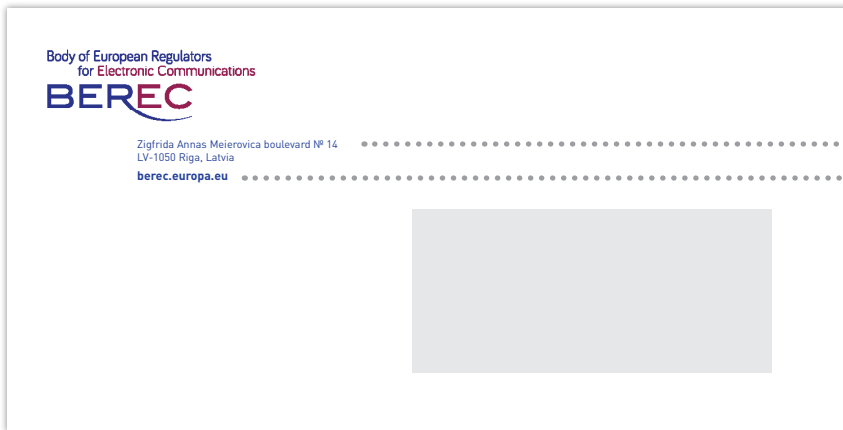 Body of European Regulators
for Electronic Communications
BEREC
Zigfrida Annas Meierovica boulevard Nº 14
LV-1050 Riga, Latvia
berec.europa.eu